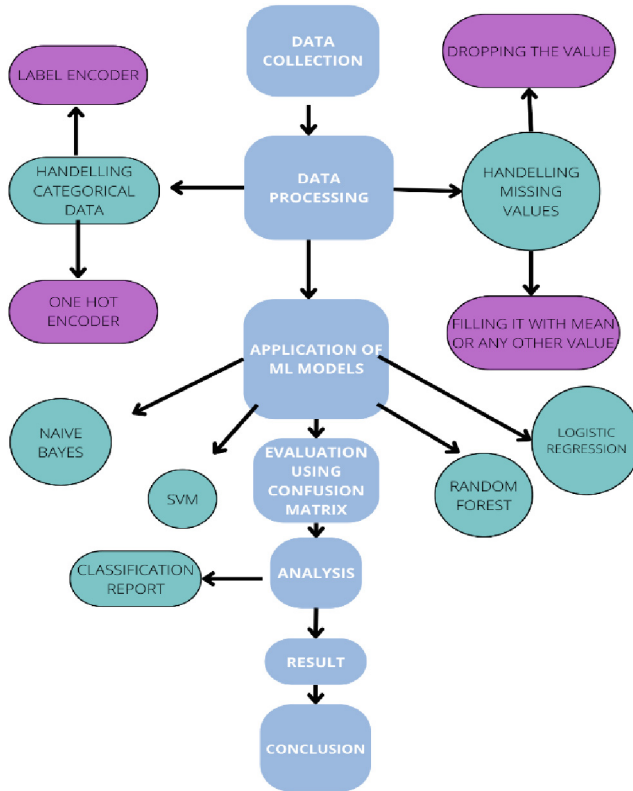 DATA
COLLECTION
DROPPING THE VALUE
LABEL ENCODER
HANDELLING
CATEGORICAL
DATA
DATA
PROCESSING
HANDELLING
MISSING
VALUES
ONE HOT
ENCODER
FILLING IT WITH MEAN
OR ANY OTHER VALUE
APPLICATION OF
ML MODELS
NAIVE
BAYES
SVM
EVALUATION
USING
CONFUSION
MATRIX
RANDOM
FOREST
LOGISTIC
REGRESSION
CLASSIFICATION
REPORT
ANALYSIS
RESULT
CONCLUSION